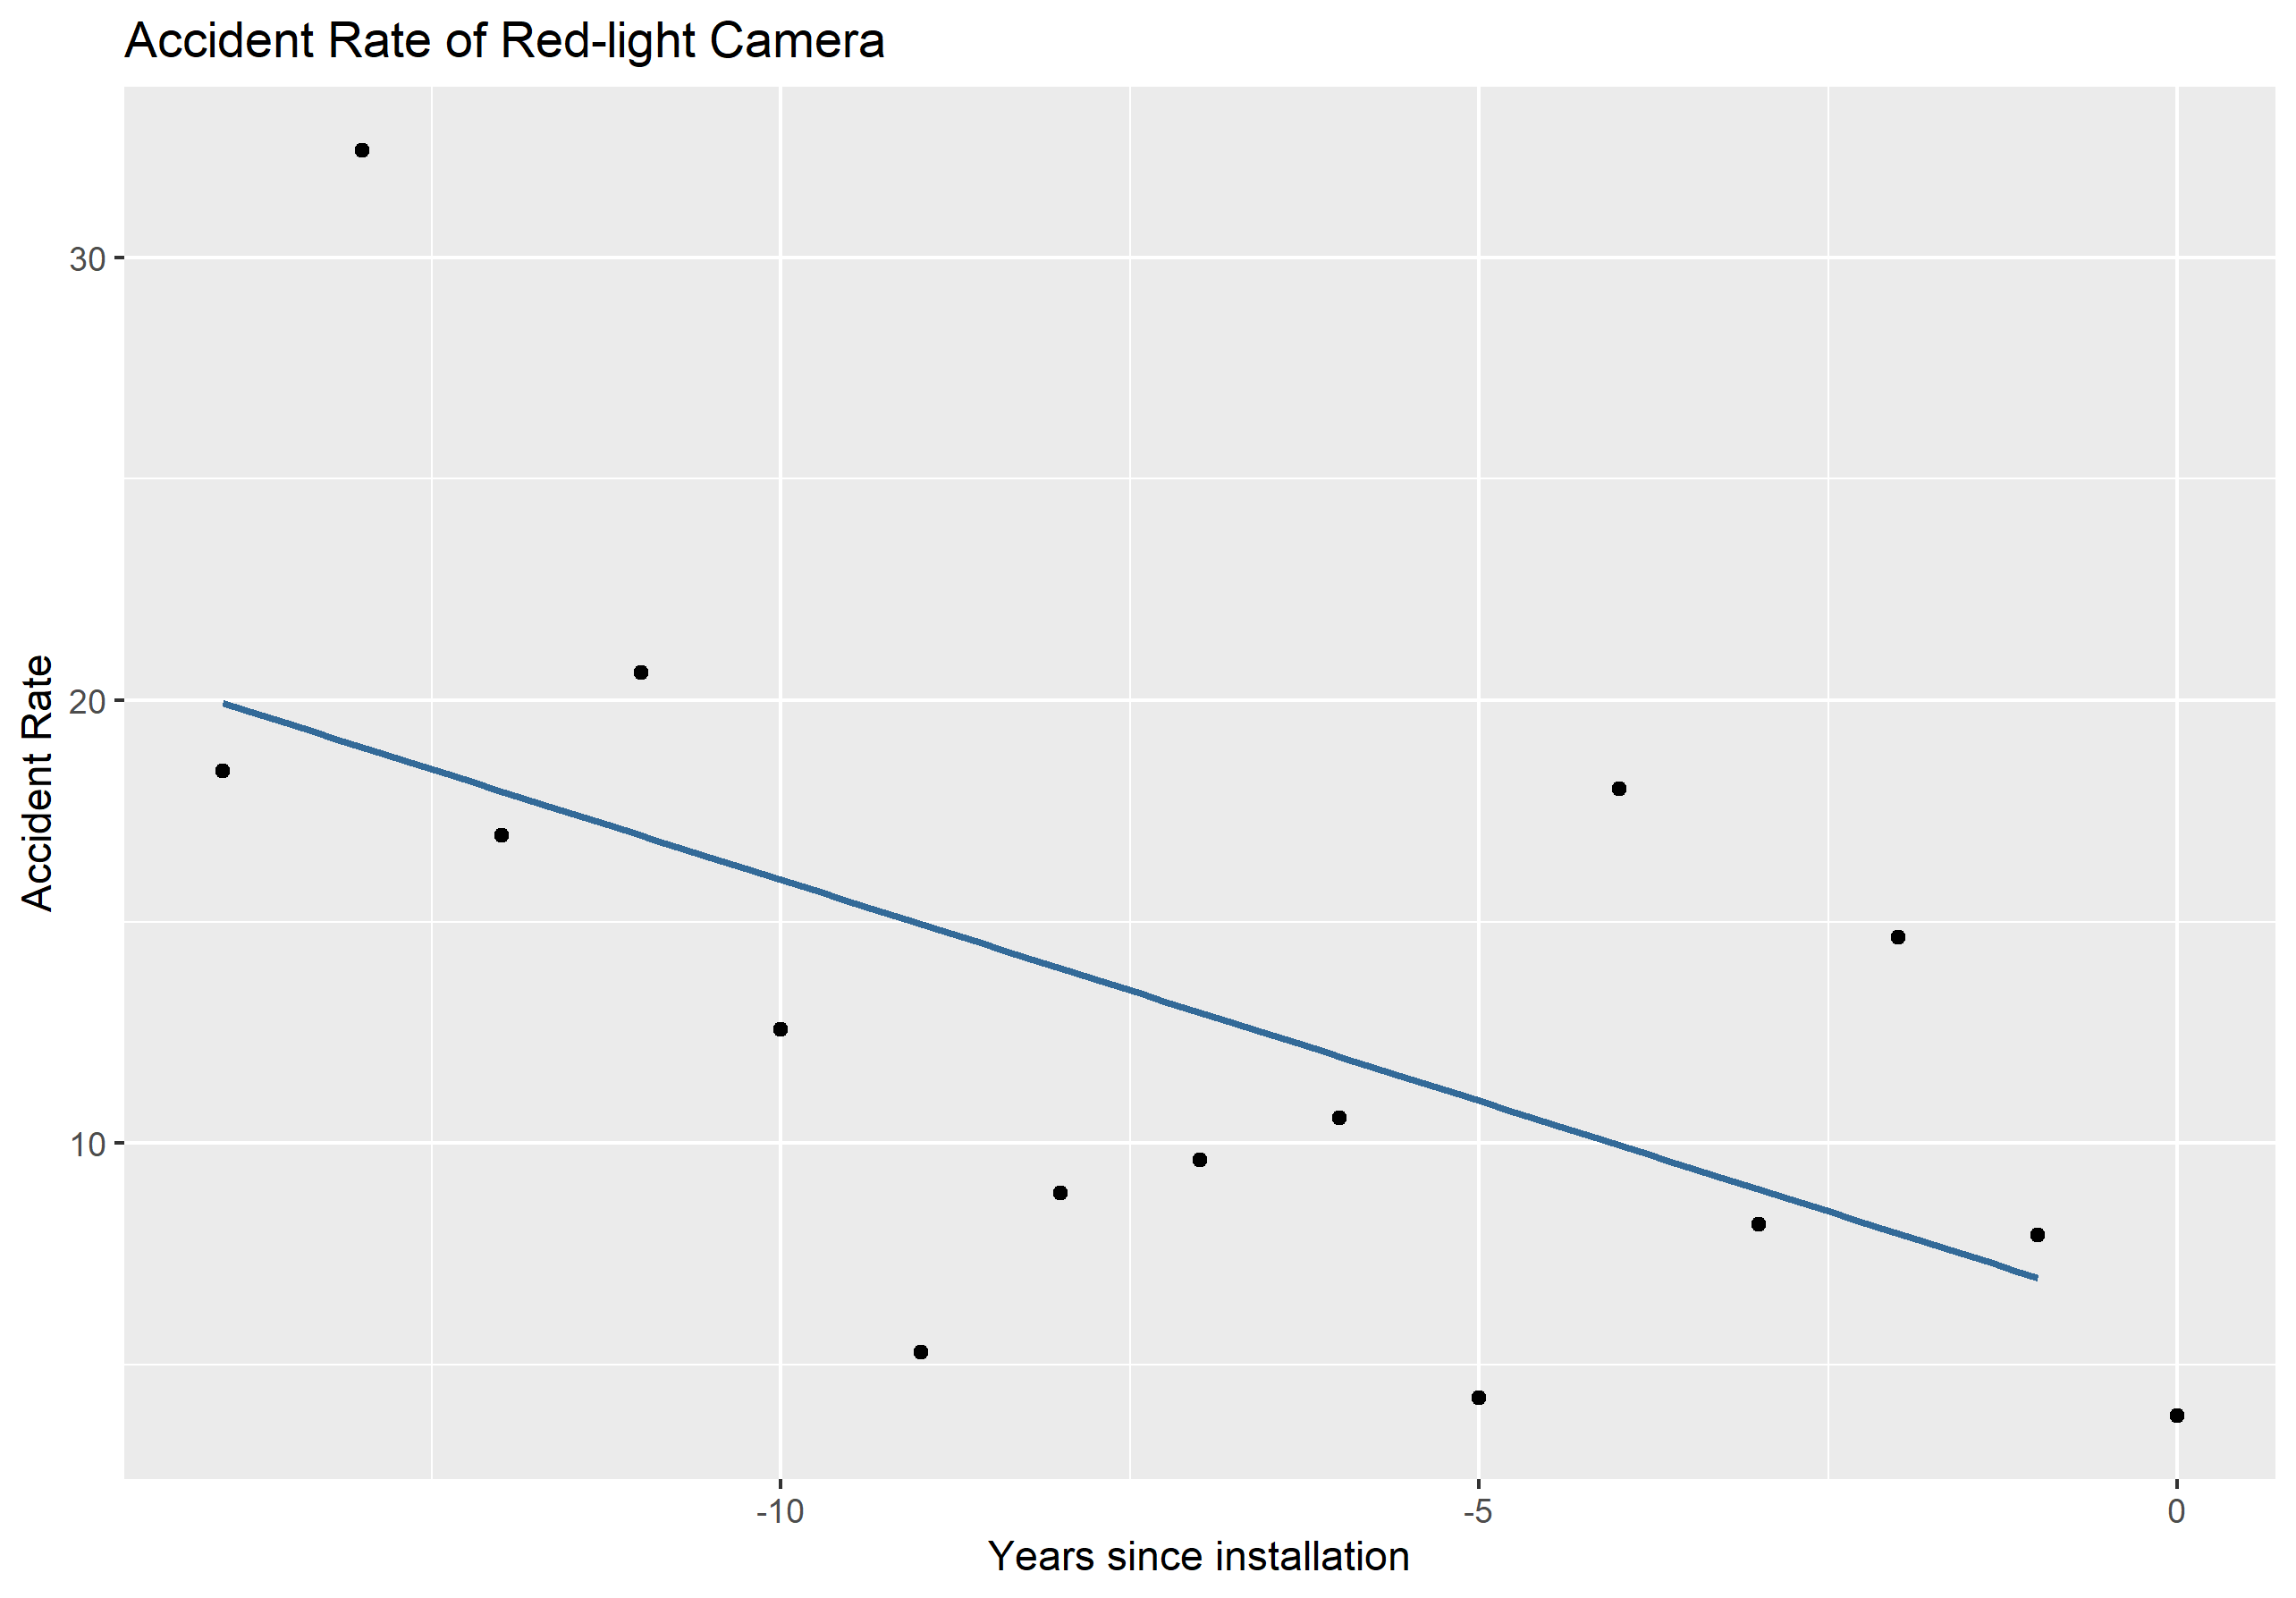 Accident Rate of Red-light Camera
30
20
10
Accident Rate
-10
-5
0
Years since installation